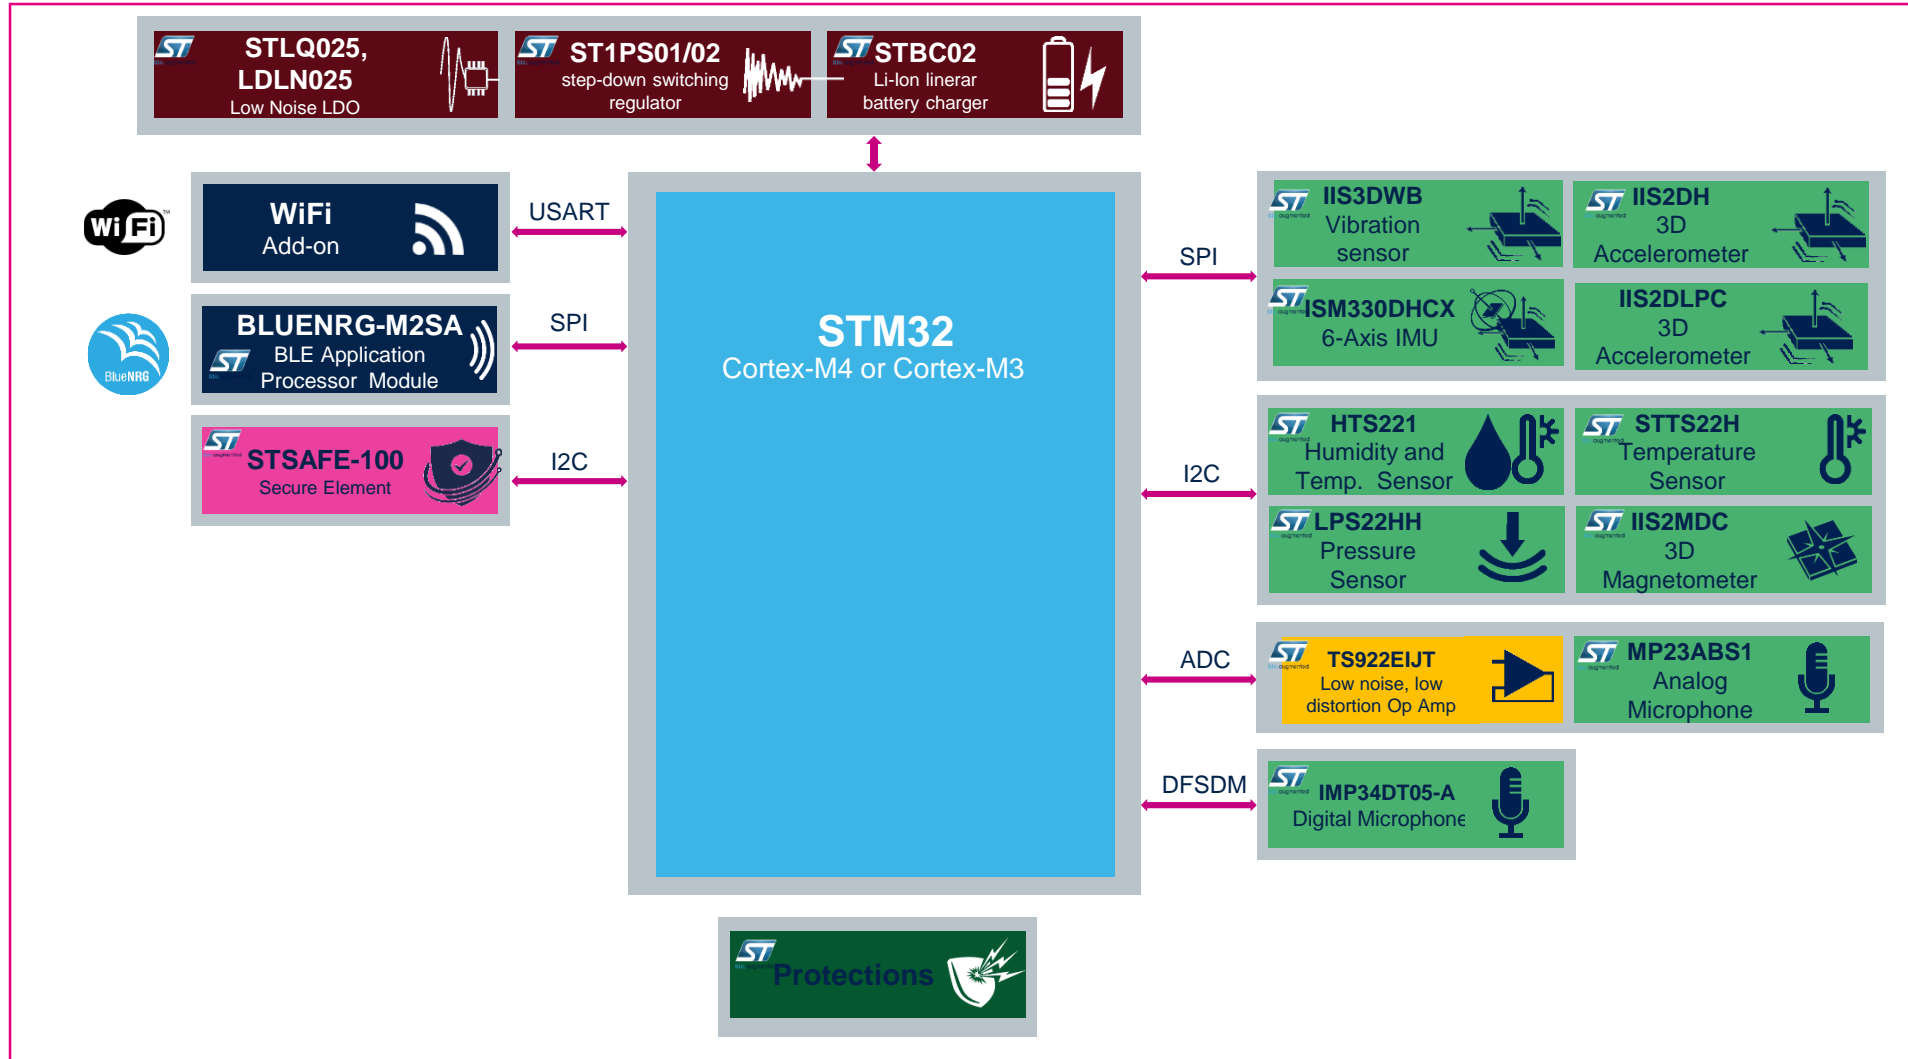 STLQ025,
LDLN025
Low Noise LDO
ST1PS01/02
step-down switching
regulator
STBC02
Li-Ion linerar
battery charger
WiFi
WiFi
Add-on
USART
BlueNRG
BLUENRG-M2SA
BLE Application
Processor Module
SPI
STSAFE-100
Secure Element
I2C
STM32
Cortex-M4 or Cortex-M3
SPI
IIS3DWB
Vibration
sensor
IIS2DH
3D
Accelerometer
ISM330DHCX
6-Axis IMU
IIS2DLPC
3D
Accelerometer
I2C
HTS221
Humidity and
Temp. Sensor
STTS22H
Temperature
Sensor
LPS22HH
Pressure
Sensor
IIS2MDC
3D
Magnetometer
ADC
TS922EIJT
Low noise, low
distortion Op Amp
MP23ABS1
Analog
Microphone
DFSDM
IMP34DT05-A
Digital Microphone
Protections